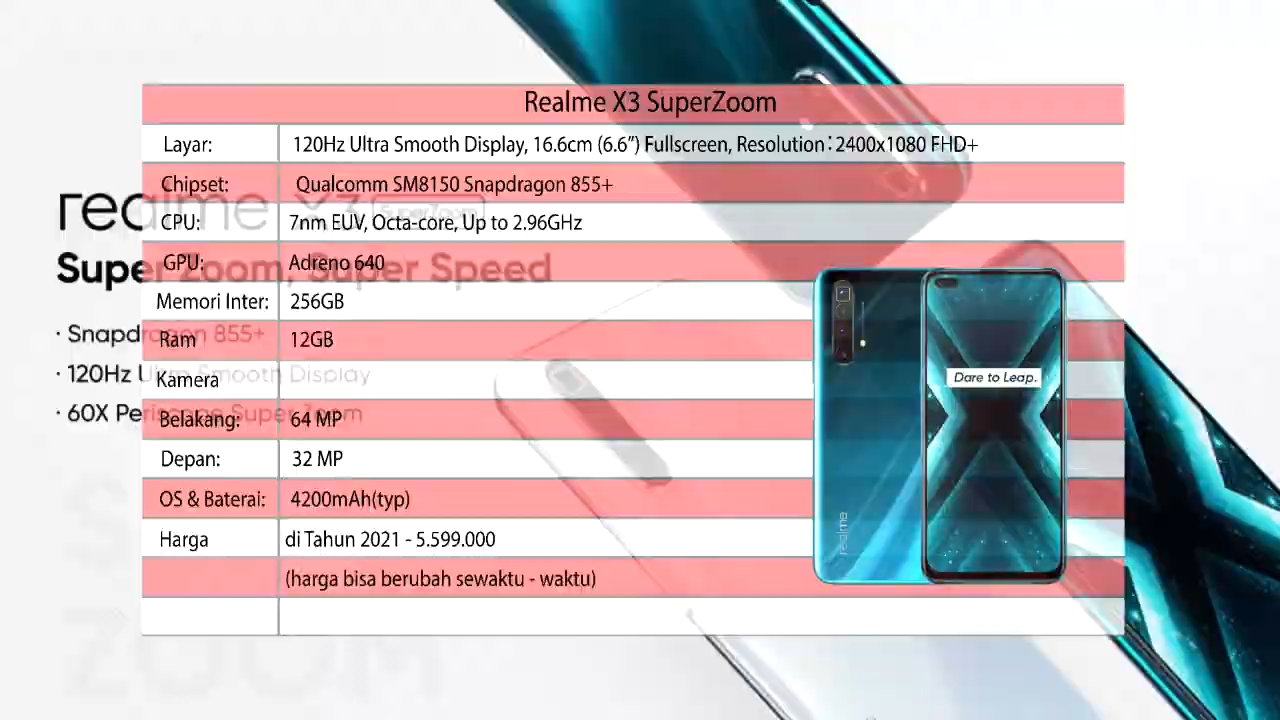 Realme X3 SuperZoom
Layar: 120Hz Ultra Smooth Display, 16.6cm (6.6”) Fullscreen, Resolution:2400x1080 FHD+
Chipset: Qualcomm SM8150 Snapdragon 855+
CPU: 7nm EUV, Octa-core, Up to 2.96GHz
GPU: Adreno 640
Memori Inter: 256GB
Ram 12GB
Kamera
Belakang: 64 MP
Depan: 32 MP
OS & Baterai: 4200mAh(typ)
Harga di Tahun 2021 - 5.599.000
(harga bisa berubah sewaktu - waktu)
realme X3 SuperZoom
Super Zoom, Super Speed
· Snapdragon 855+
· 120Hz Ultra Smooth Display
· 60X Periscope Super Zoom
ZOOM
Dare to Leap.
realme